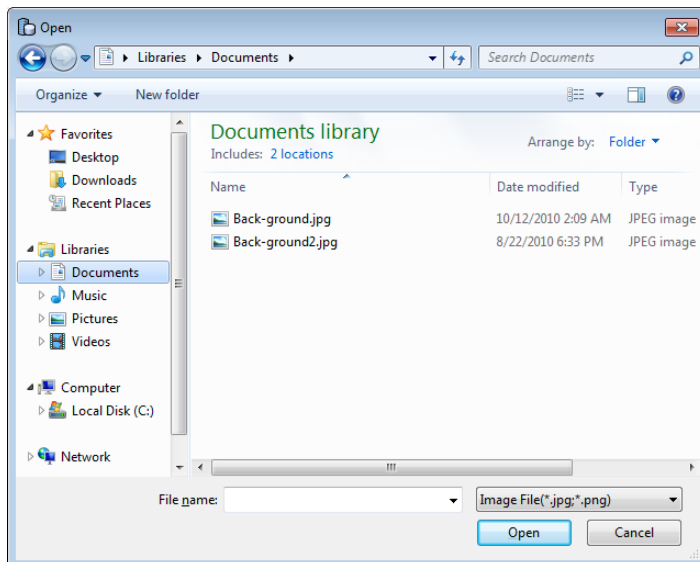 Open
Libraries Documents
Search Documents
Organize New folder
Favorites
Desktop
Downloads
Recent Places
Libraries
Documents
Music
Pictures
Videos
Computer
Local Disk (C:)
Network
Documents library
Includes: 2 locations
Arrange by: Folder
Name Date modified Type
Back-ground.jpg 10/12/2010 2:09 AM JPEG image
Back-ground2.jpg 8/22/2010 6:33 PM JPEG image
File name:
Image File(*.jpg;*.png)
Open Cancel